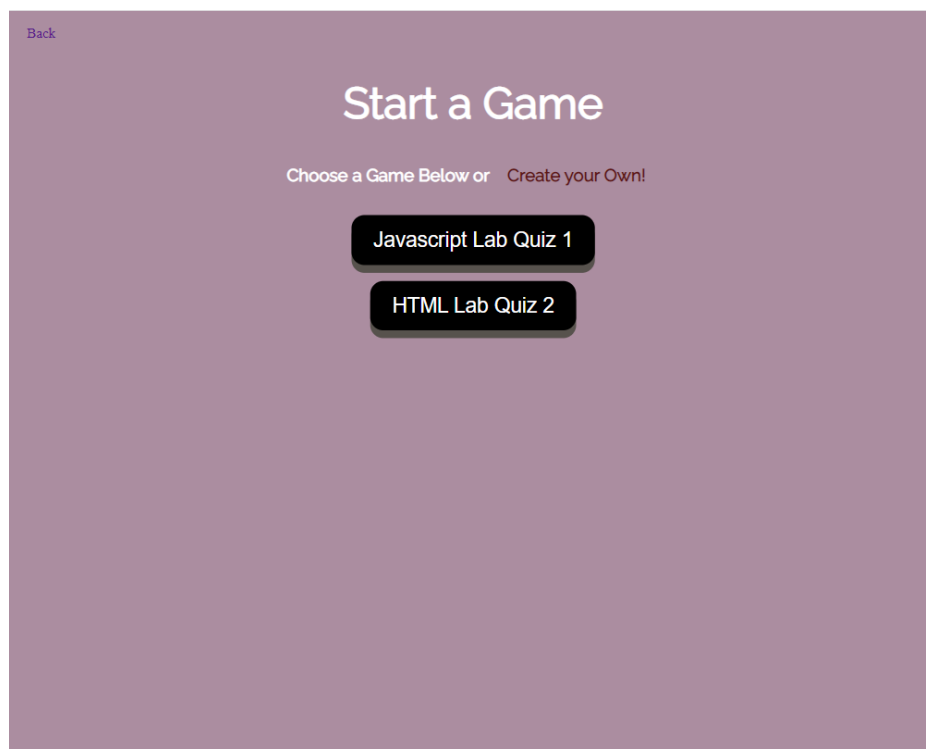 Back
Start a Game
Choose a Game Below or Create your Own!
Javascript Lab Quiz 1
HTML Lab Quiz 2